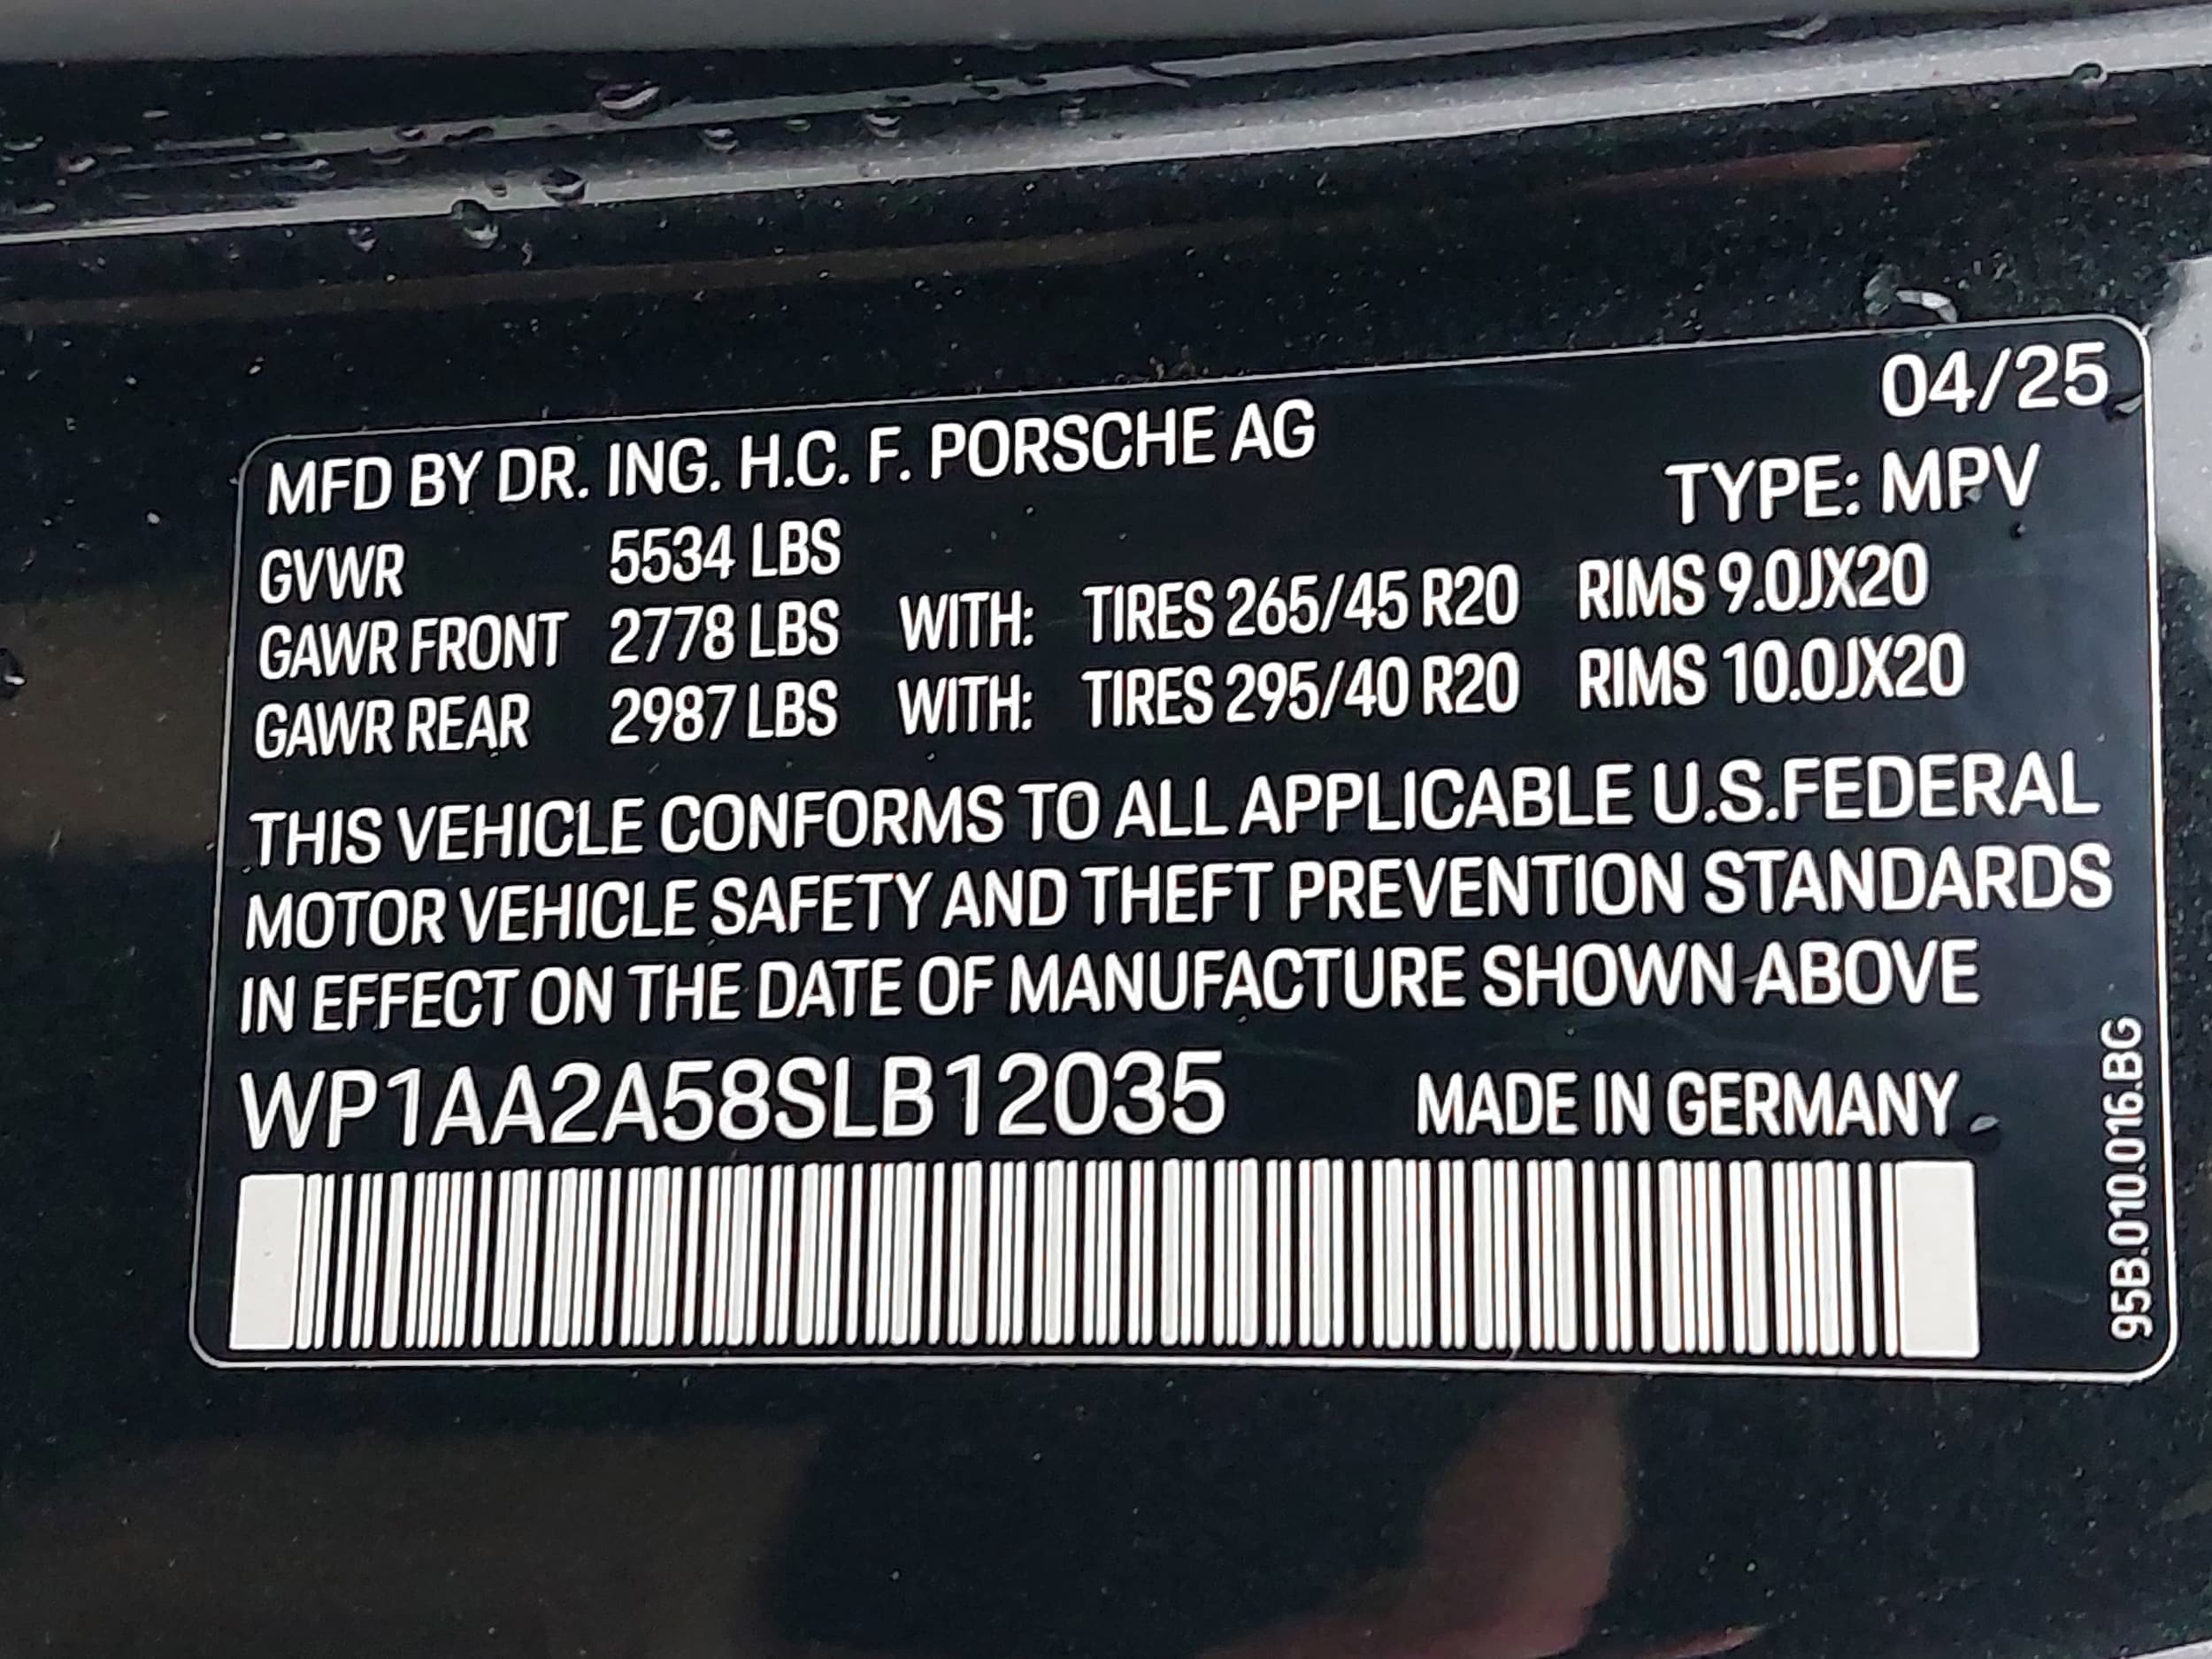 04/25
MFD BY DR. ING. H.C. F. PORSCHE AG
TYPE: MPV
GVWR 5534 LBS
GAWR FRONT 2778 LBS WITH: TIRES 265/45 R20 RIMS 9.0JX20
GAWR REAR 2987 LBS WITH: TIRES 295/40 R20 RIMS 10.0JX20
THIS VEHICLE CONFORMS TO ALL APPLICABLE U.S.FEDERAL
MOTOR VEHICLE SAFETY AND THEFT PREVENTION STANDARDS
IN EFFECT ON THE DATE OF MANUFACTURE SHOWN ABOVE
WP1AA2A58SLB12035 MADE IN GERMANY
95B.010.016.BG